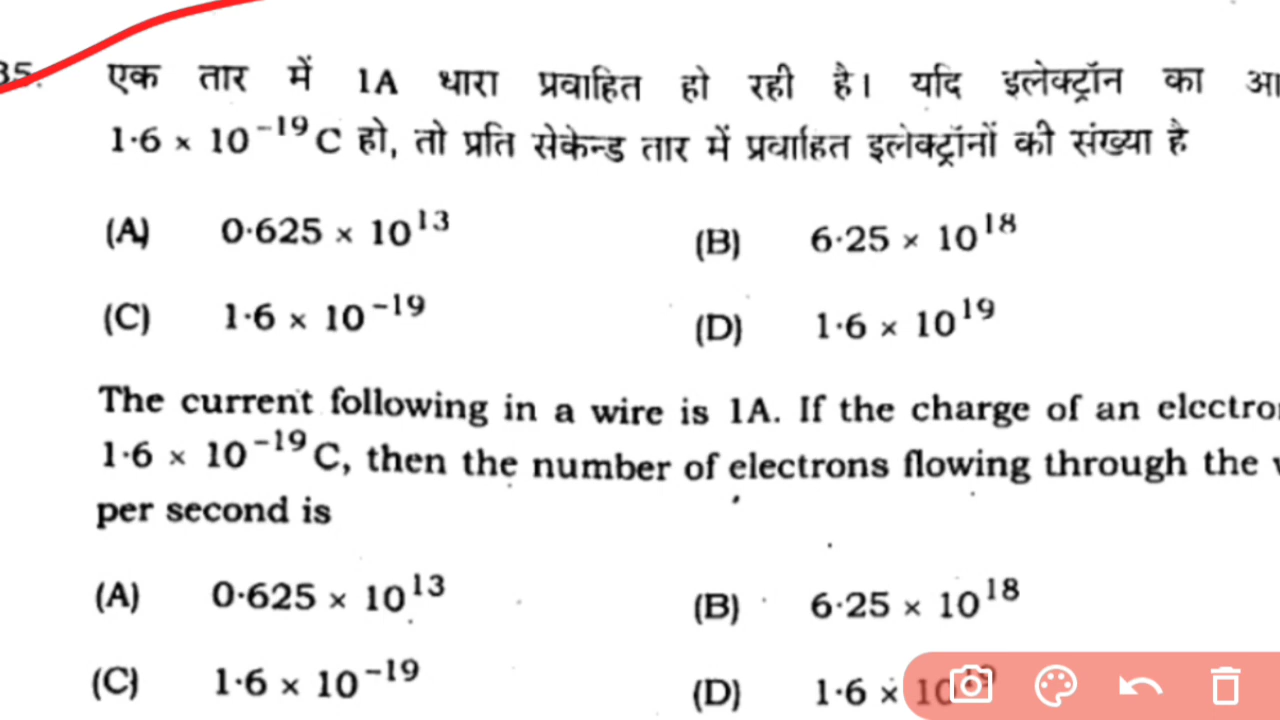 35. एक तार में 1A धारा प्रवाहित हो रही है। यदि इलेक्ट्रॉन का
1·6 × 10⁻¹⁹ C हो, तो प्रति सेकेन्ड तार में प्रवाहित इलेक्ट्रॉनों की संख्या है
(A) 0·625 × 10¹³ (B) 6·25 × 10¹⁸
(C) 1·6 × 10⁻¹⁹ (D) 1·6 × 10¹⁹
The current following in a wire is 1A. If the charge of an
1·6 × 10⁻¹⁹ C, then the number of electrons flowing through the
per second is
(A) 0·625 × 10¹³ (B) 6·25 × 10¹⁸
(C) 1·6 × 10⁻¹⁹ (D) 1·6 × 10¹⁹